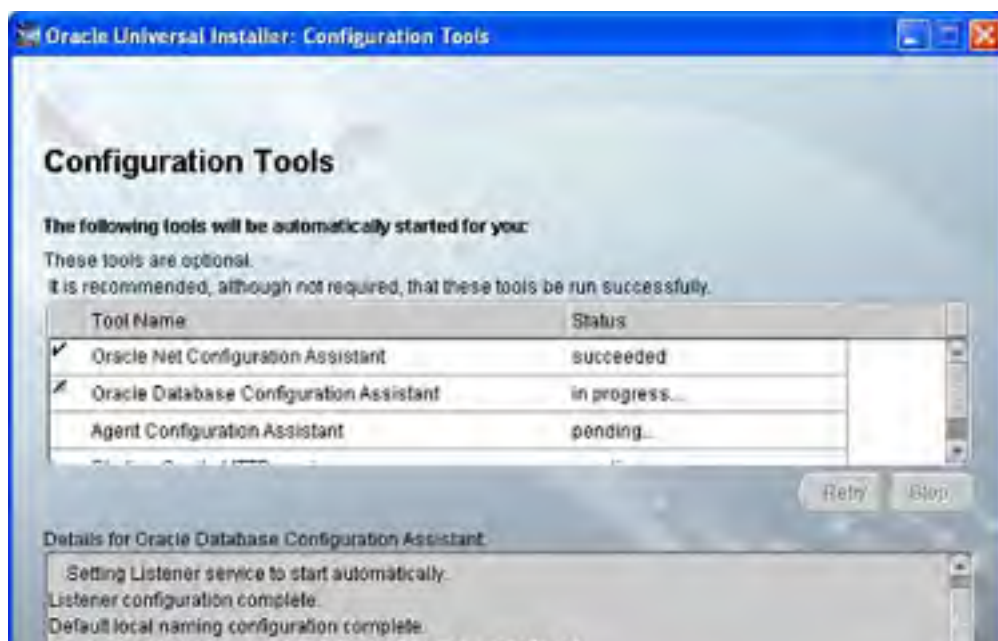 Oracle Universal Installer: Configuration Tools
Configuration Tools
The following tools will be automatically started for you:
These tools are optional.
It is recommended, although not required, that these tools be run successfully.
Tool Name Status
Oracle Net Configuration Assistant succeeded
Oracle Database Configuration Assistant in progress...
Agent Configuration Assistant pending...
Retry Stop
Details for Oracle Database Configuration Assistant:
Setting Listener service to start automatically.
Listener configuration complete.
Default local naming configuration complete.